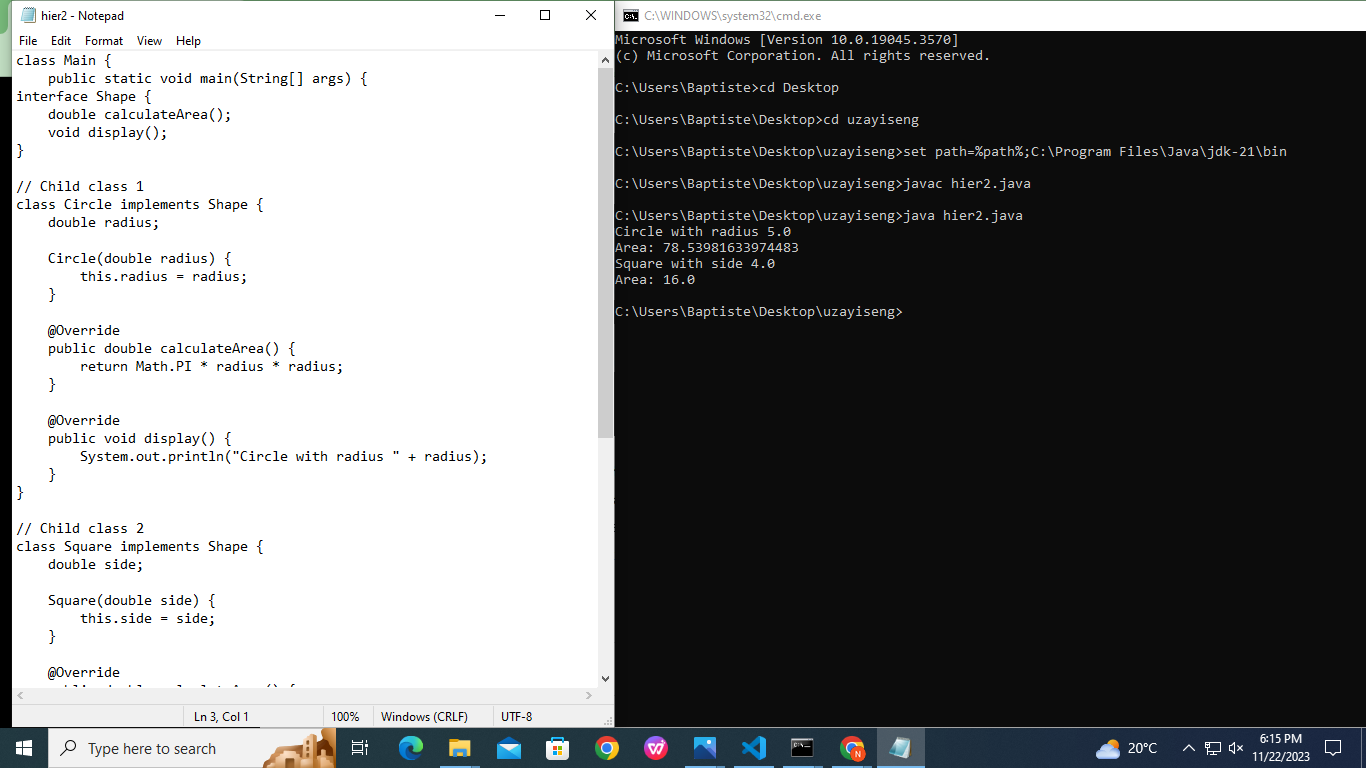 hier2 - Notepad
File Edit Format View Help
class Main {
    public static void main(String[] args) {
interface Shape {
    double calculateArea();
    void display();
}

// Child class 1
class Circle implements Shape {
    double radius;

    Circle(double radius) {
        this.radius = radius;
    }

    @Override
    public double calculateArea() {
        return Math.PI * radius * radius;
    }

    @Override
    public void display() {
        System.out.println("Circle with radius " + radius);
    }
}

// Child class 2
class Square implements Shape {
    double side;

    Square(double side) {
        this.side = side;
    }

    @Override
Ln 3, Col 1 100% Windows (CRLF) UTF-8
C:\WINDOWS\system32\cmd.exe
Microsoft Windows [Version 10.0.19045.3570]
(c) Microsoft Corporation. All rights reserved.

C:\Users\Baptiste>cd Desktop

C:\Users\Baptiste\Desktop>cd uzayiseng

C:\Users\Baptiste\Desktop\uzayiseng>set path=%path%;C:\Program Files\Java\jdk-21\bin

C:\Users\Baptiste\Desktop\uzayiseng>javac hier2.java

C:\Users\Baptiste\Desktop\uzayiseng>java hier2.java
Circle with radius 5.0
Area: 78.53981633974483
Square with side 4.0
Area: 16.0

C:\Users\Baptiste\Desktop\uzayiseng>
Type here to search
N
20°C
6:15 PM
11/22/2023